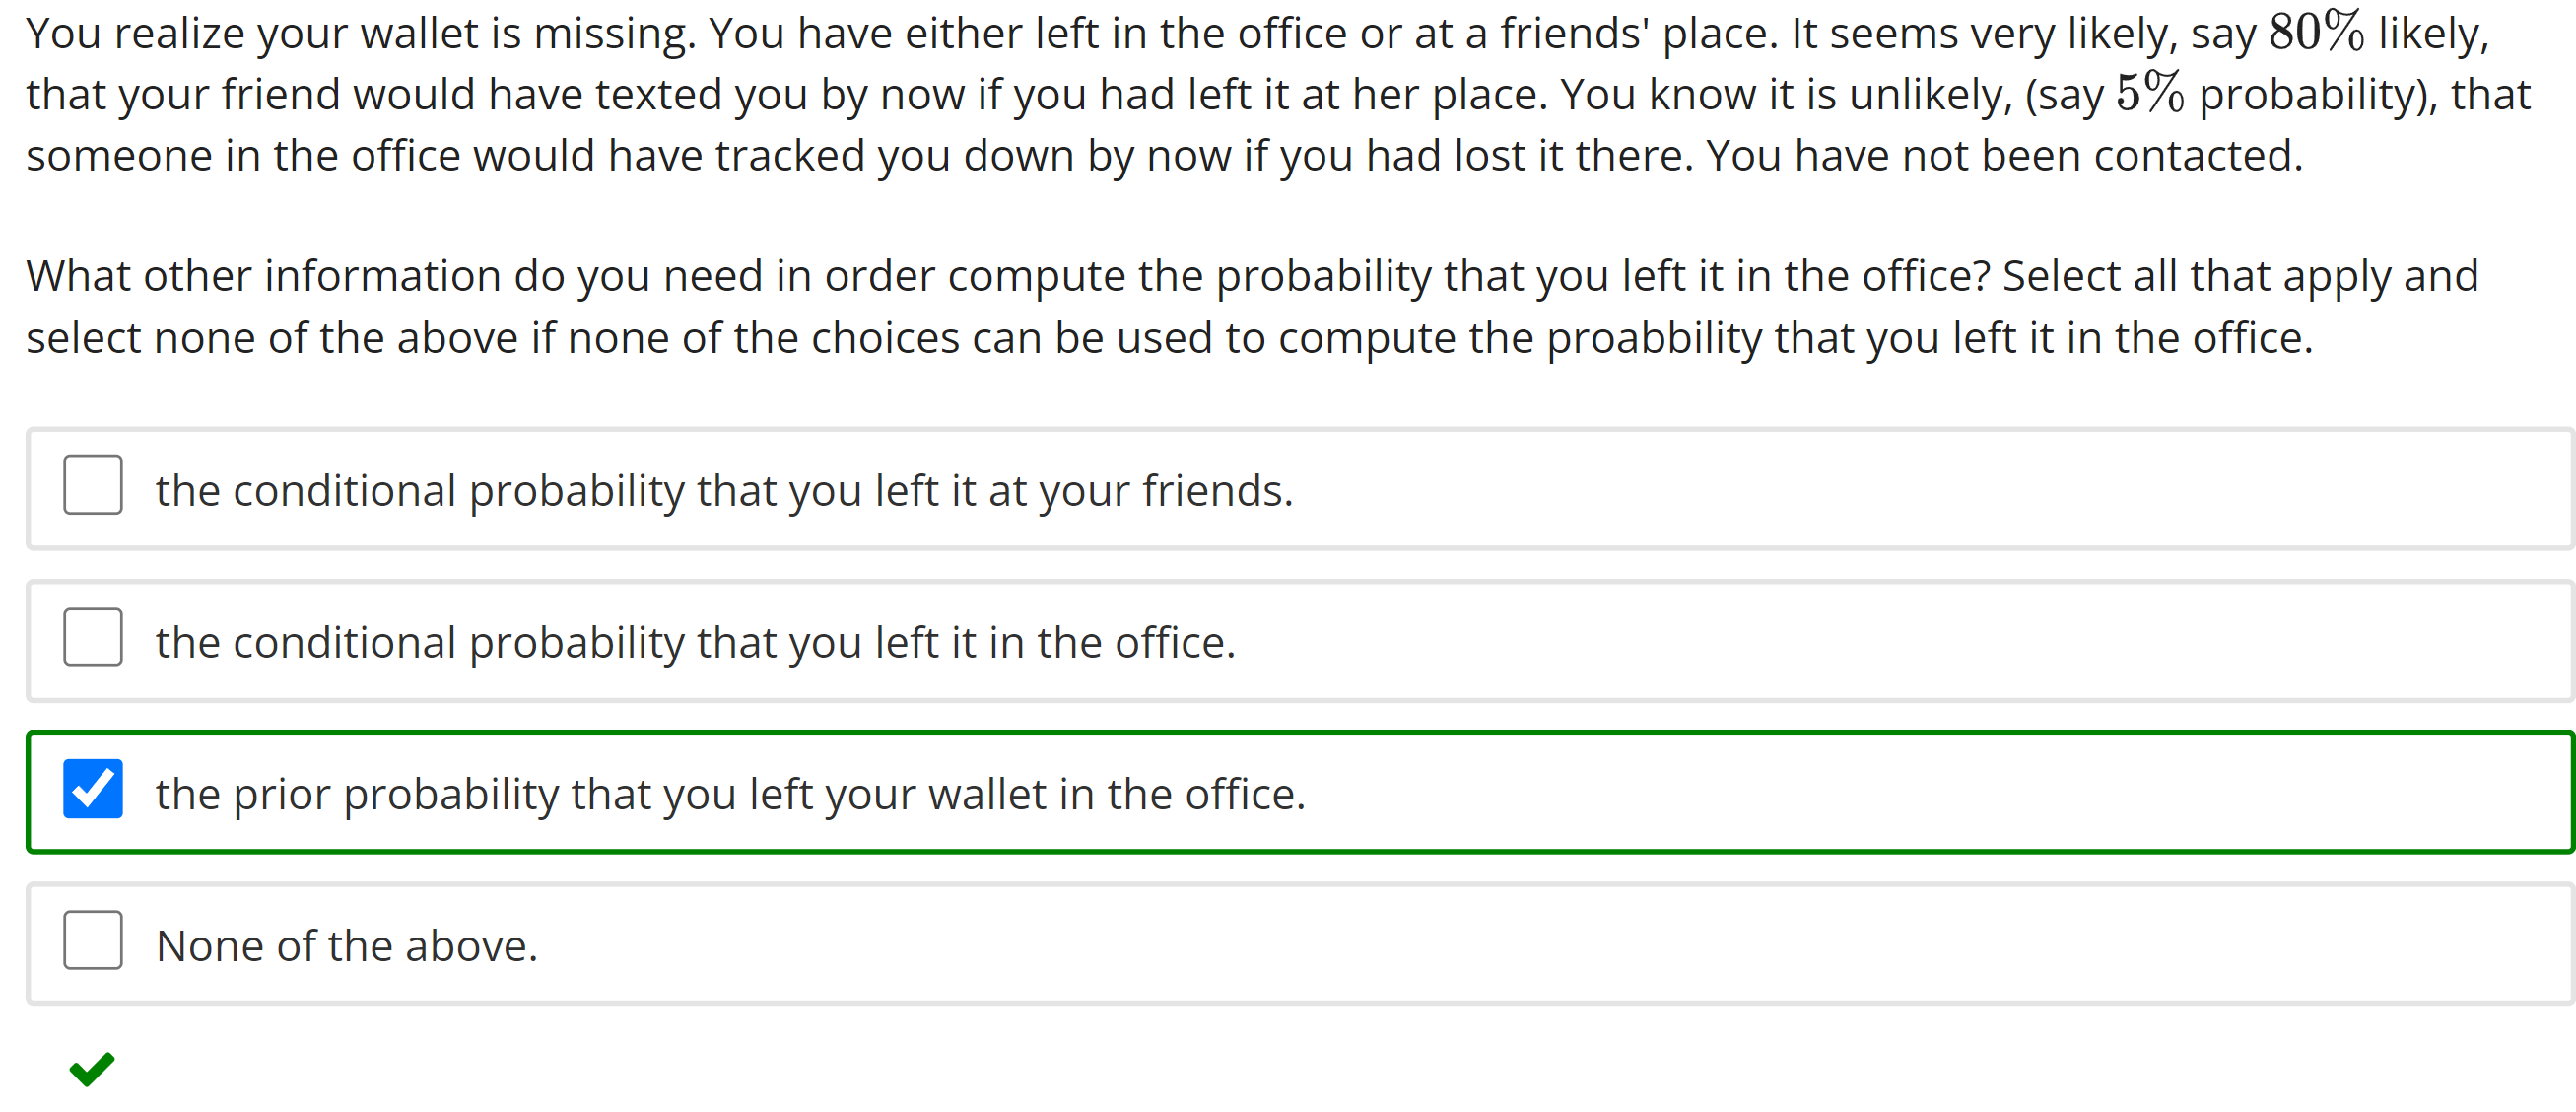 You realize your wallet is missing. You have either left in the office or at a friends' place. It seems very likely, say 80% likely,
that your friend would have texted you by now if you had left it at her place. You know it is unlikely, (say 5% probability), that
someone in the office would have tracked you down by now if you had lost it there. You have not been contacted.
What other information do you need in order compute the probability that you left it in the office? Select all that apply and
select none of the above if none of the choices can be used to compute the proabbility that you left it in the office.
the conditional probability that you left it at your friends.
the conditional probability that you left it in the office.
the prior probability that you left your wallet in the office.
None of the above.